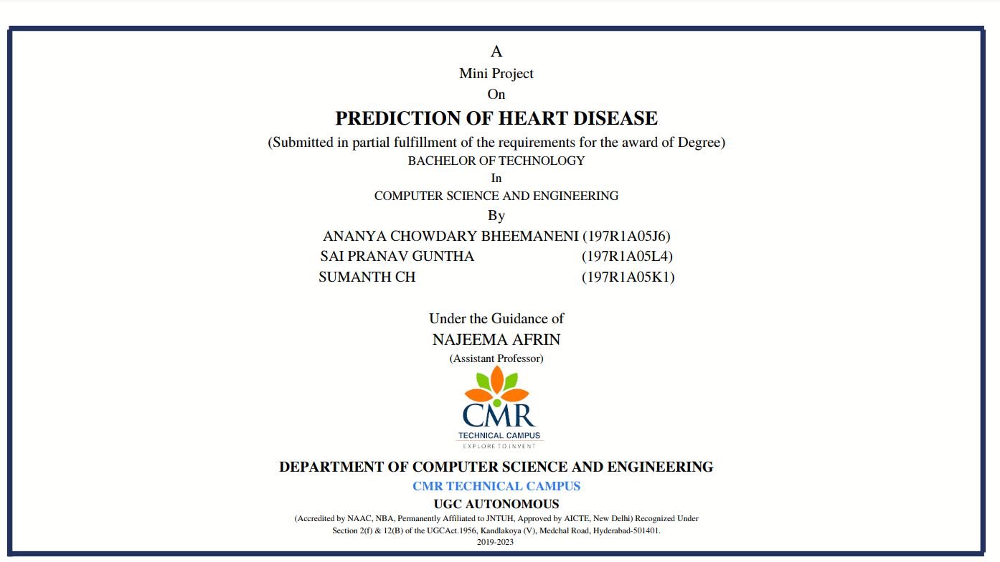 A
Mini Project
On
PREDICTION OF HEART DISEASE
(Submitted in partial fulfillment of the requirements for the award of Degree)
BACHELOR OF TECHNOLOGY
In
COMPUTER SCIENCE AND ENGINEERING
By
ANANYA CHOWDARY BHEEMANENI (197R1A05J6)
SAI PRANAV GUNTHA (197R1A05L4)
SUMANTH CH (197R1A05K1)
Under the Guidance of
NAJEEMA AFRIN
(Assistant Professor)
CMR
TECHNICAL CAMPUS
EXPLORE TO INVENT
DEPARTMENT OF COMPUTER SCIENCE AND ENGINEERING
CMR TECHNICAL CAMPUS
UGC AUTONOMOUS
(Accredited by NAAC, NBA, Permanently Affiliated to JNTUH, Approved by AICTE, New Delhi) Recognized Under
Section 2(f) & 12(B) of the UGCAct.1956, Kandlakoya (V), Medchal Road, Hyderabad-501401.
2019-2023